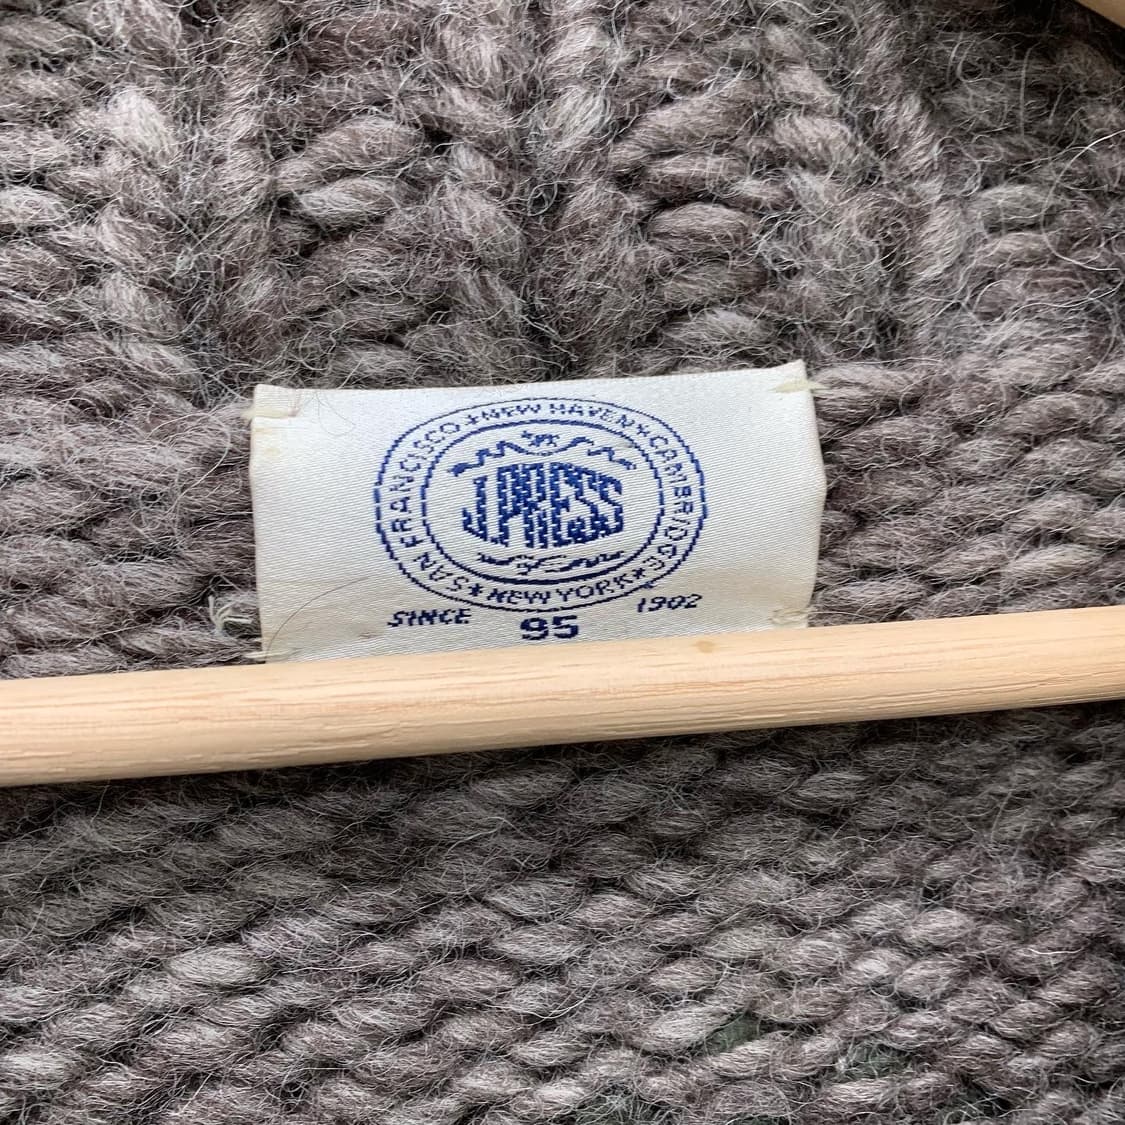 SAN FRANCISCO ★ NEW HAVEN ★ CAMBRIDGE ★ NEW YORK ★
J.PRESS
SINCE 1902
95